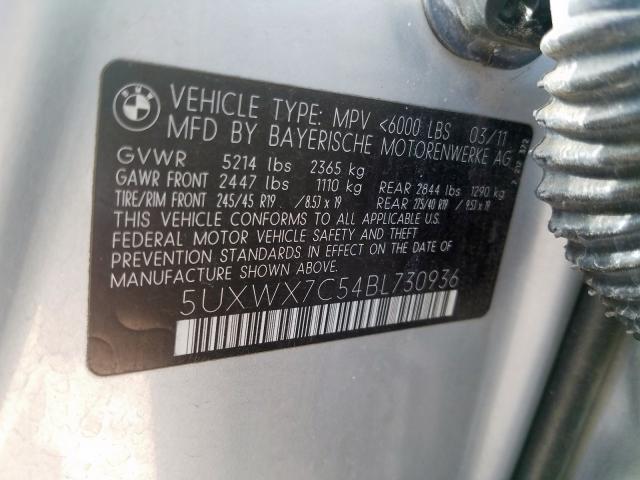 BMW
VEHICLE TYPE: MPV <6000 LBS 03/11
MFD BY BAYERISCHE MOTORENWERKE AG
GVWR 5214 lbs 2365 kg
GAWR FRONT 2447 lbs 1110 kg REAR 2844 lbs 1290 kg
TIRE/RIM FRONT 245/45 R19 /8.5J x 19 REAR 275/40 R19 /9.5J x 19
THIS VEHICLE CONFORMS TO ALL APPLICABLE U.S.
FEDERAL MOTOR VEHICLE SAFETY AND THEFT
PREVENTION STANDARDS IN EFFECT ON THE DATE OF
MANUFACTURE SHOWN ABOVE.
5UXWX7C54BL730936